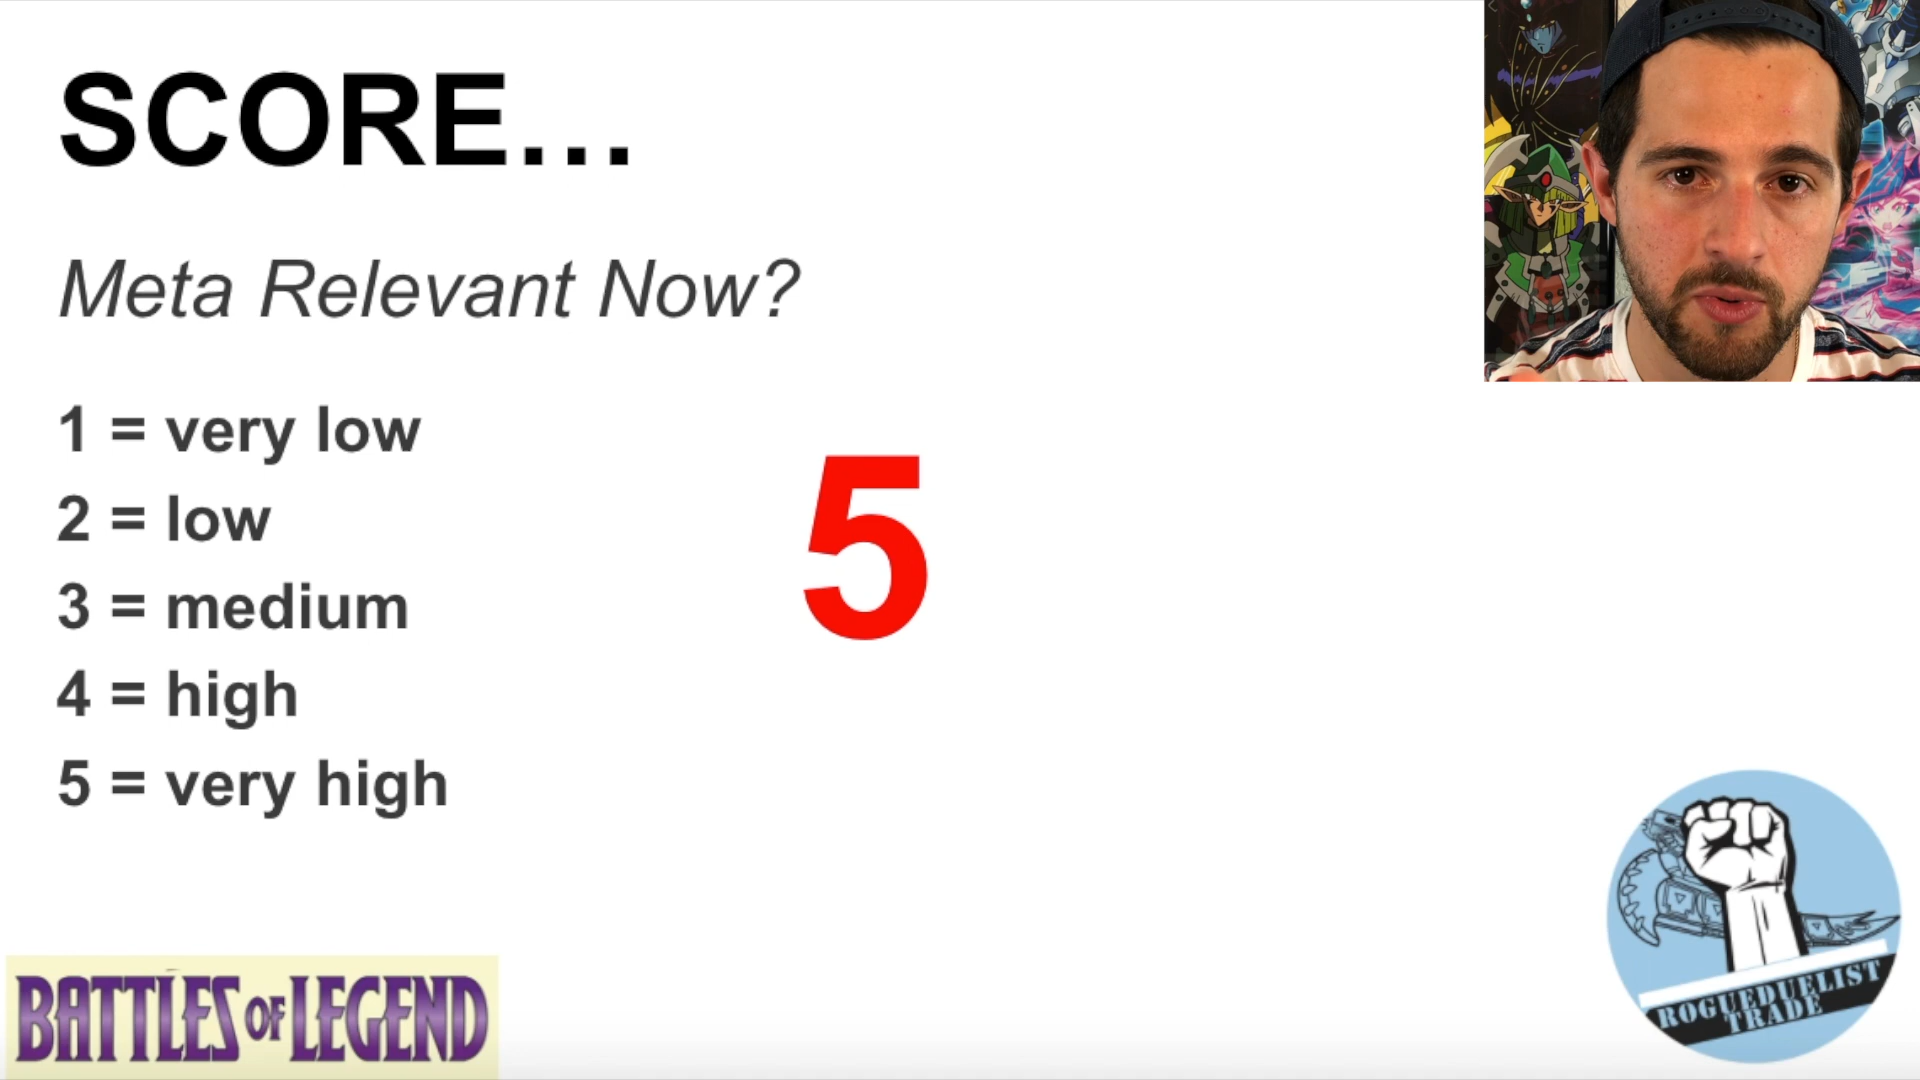 SCORE...
Meta Relevant Now?
1 = very low
2 = low
3 = medium
4 = high
5 = very high
5
BATTLES OF LEGEND
ROGUEDUELIST
TRADE